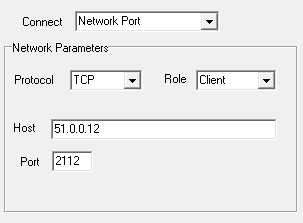 Connect Network Port
Network Parameters
Protocol TCP Role Client
Host 51.0.0.12
Port 2112